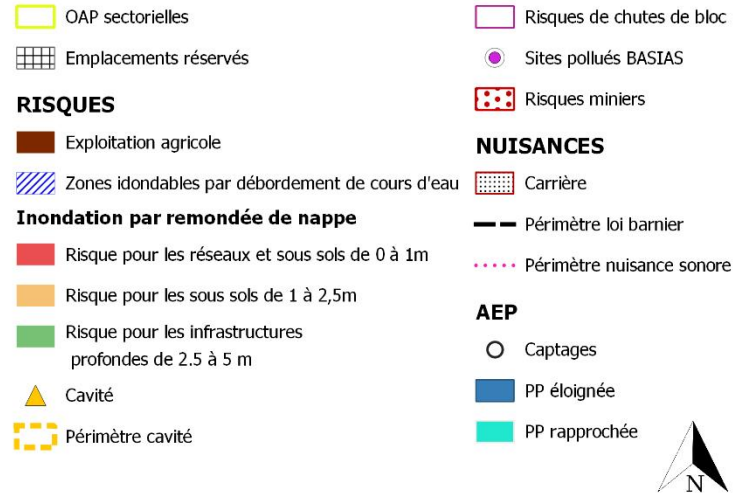 OAP sectorielles
Emplacements réservés
RISQUES
Exploitation agricole
Zones idondables par débordement de cours d'eau
Inondation par remondée de nappe
Risque pour les réseaux et sous sols de 0 à 1m
Risque pour les sous sols de 1 à 2,5m
Risque pour les infrastructures
profondes de 2.5 à 5 m
Cavité
Périmètre cavité
Risques de chutes de bloc
Sites pollués BASIAS
Risques miniers
NUISANCES
Carrière
Périmètre loi barnier
Périmètre nuisance sonore
AEP
Captages
PP éloignée
PP rapprochée
N